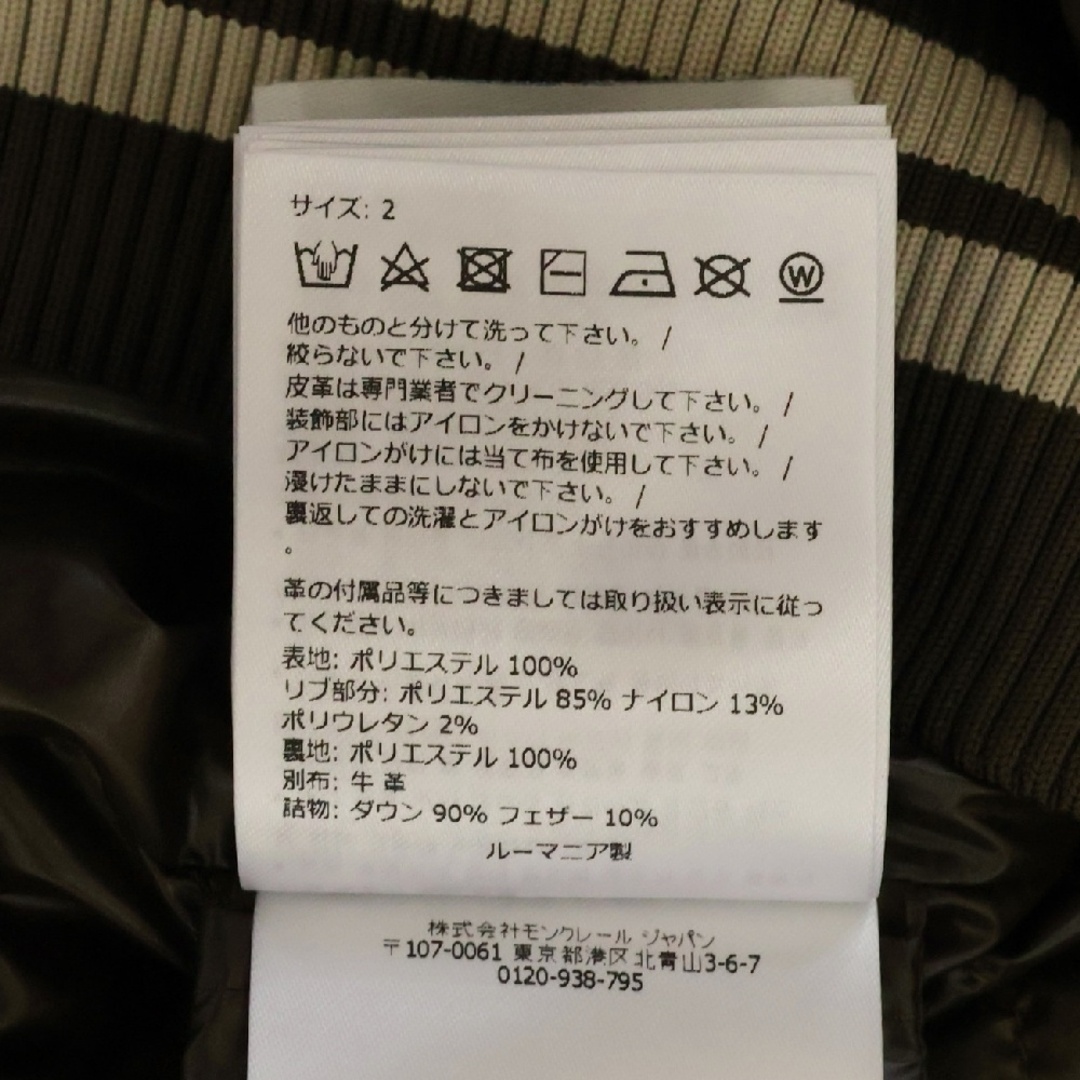 サイズ: 2
W
他のものと分けて洗って下さい。 /
絞らないで下さい。 /
皮革は専門業者でクリーニングして下さい。 /
装飾部にはアイロンをかけないで下さい。 /
アイロンがけには当て布を使用して下さい。 /
浸けたままにしないで下さい。 /
裏返しての洗濯とアイロンがけをおすすめします
。
革の付属品等につきましては取り扱い表示に従っ
てください。
表地: ポリエステル 100%
リブ部分: ポリエステル 85% ナイロン 13%
ポリウレタン 2%
裏地: ポリエステル 100%
別布: 牛 革
詰物: ダウン 90% フェザー 10%
ルーマニア製
株式会社モンクレール ジャパン
〒107-0061 東京都港区北青山3-6-7
0120-938-795